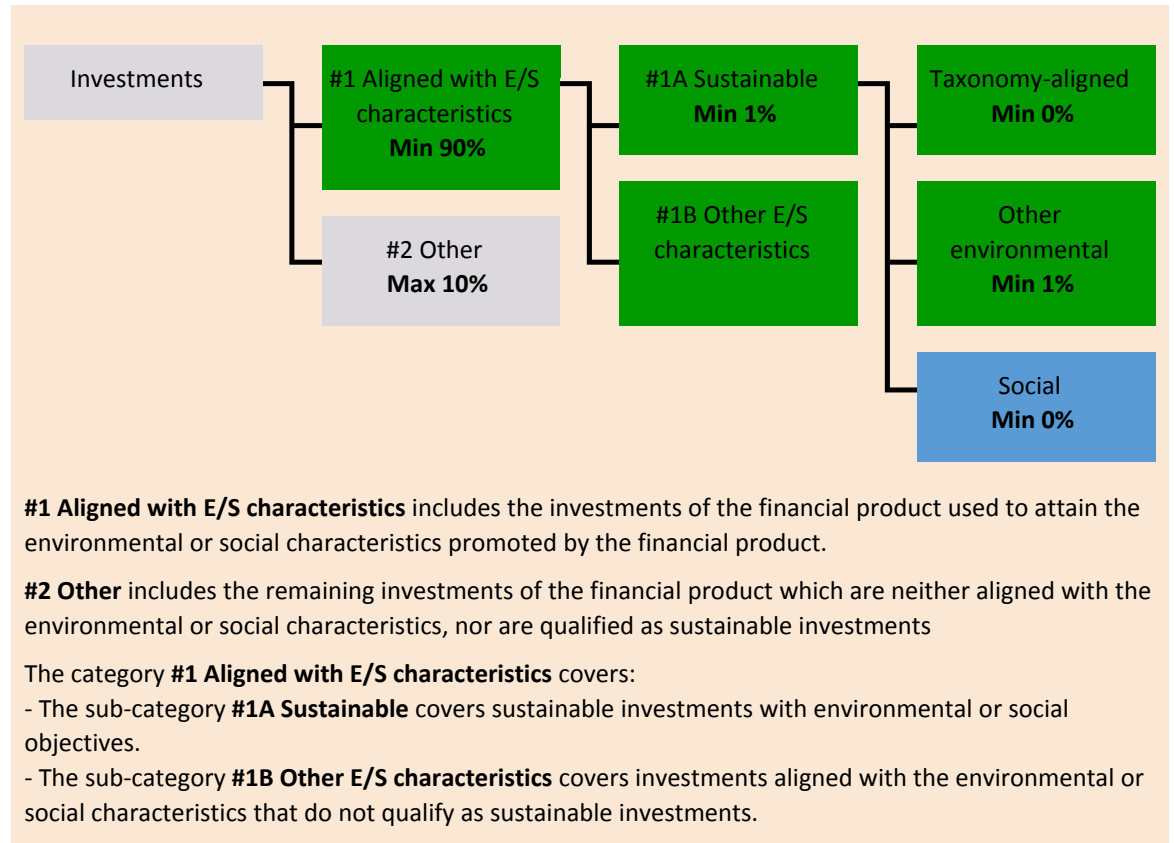 Investments
#1 Aligned with E/S
characteristics
Min 90%
#2 Other
Max 10%
#1A Sustainable
Min 1%
#1B Other E/S
characteristics
Taxonomy-aligned
Min 0%
Other
environmental
Min 1%
Social
Min 0%
#1 Aligned with E/S characteristics includes the investments of the financial product used to attain the
environmental or social characteristics promoted by the financial product.
#2 Other includes the remaining investments of the financial product which are neither aligned with the
environmental or social characteristics, nor are qualified as sustainable investments
The category #1 Aligned with E/S characteristics covers:
- The sub-category #1A Sustainable covers sustainable investments with environmental or social
objectives.
- The sub-category #1B Other E/S characteristics covers investments aligned with the environmental or
social characteristics that do not qualify as sustainable investments.